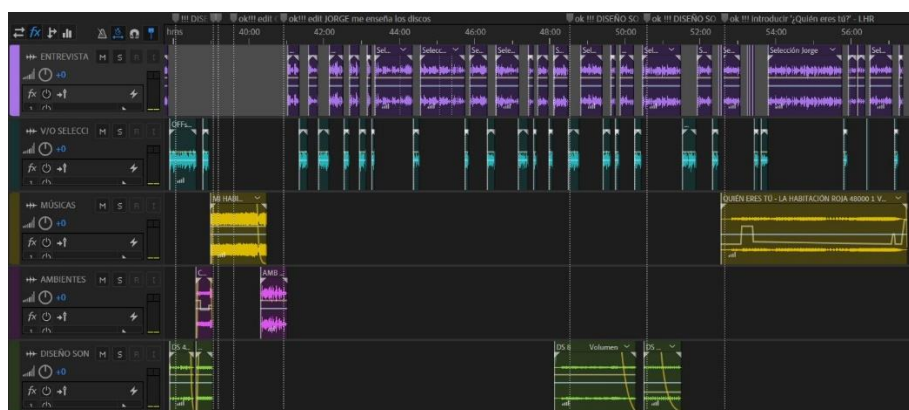 !!! DISE ok!!! edit ok!!! edit JORGE me enseña los discos ok !!! DISEÑO SO ok !!! DISEÑO SO ok !!! introducir '¿Quién eres tú?' - LHR
hms 40:00 42:00 44:00 46:00 48:00 50:00 52:00 54:00 56:00
ENTREVISTA M S R I Sel... Selecc... Se... Sele... Sel... Sel... Se... Selección Jorge Sel...
+0
fx
V/O SELECCI M S R I OFFs...
+0
fx
MÚSICAS M S R I MI HABI... QUIÉN ERES TÚ - LA HABITACIÓN ROJA 48000 1 V...
+0
fx
AMBIENTES M S R I C... AMB ...
+0
fx
DISEÑO SON M S R I DS 4... DS 8 Volumen DS ...
+0
fx